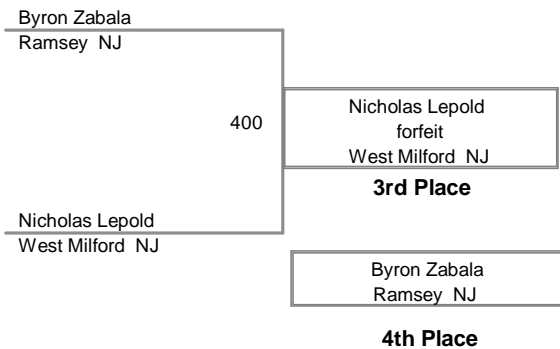 Byron Zabala
Ramsey NJ
400
Nicholas Lepold
forfeit
West Milford NJ
3rd Place
Nicholas Lepold
West Milford NJ
Byron Zabala
Ramsey NJ
4th Place